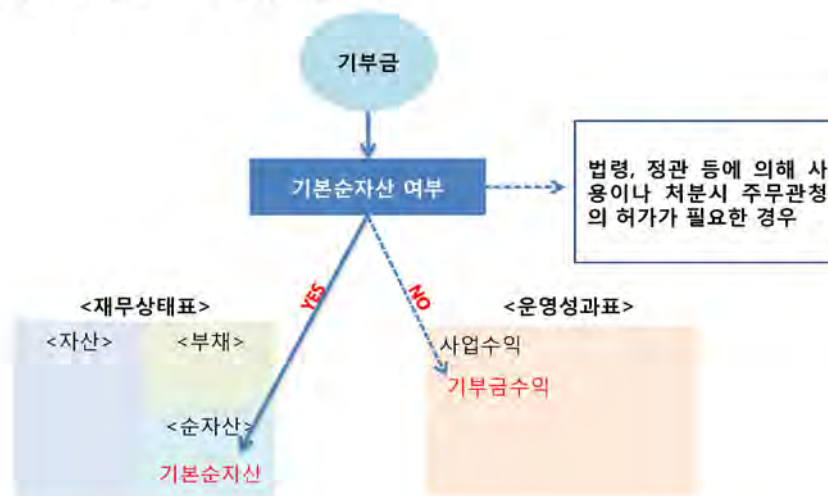 기부금
기본순자산 여부
법령, 정관 등에 의해 사
용이나 처분시 주무관청
의 허가가 필요한 경우
YES
NO
<재무상태표>
<운영성과표>
<자산>
<부채>
사업수익
기부금수익
<순자산>
기본순자산